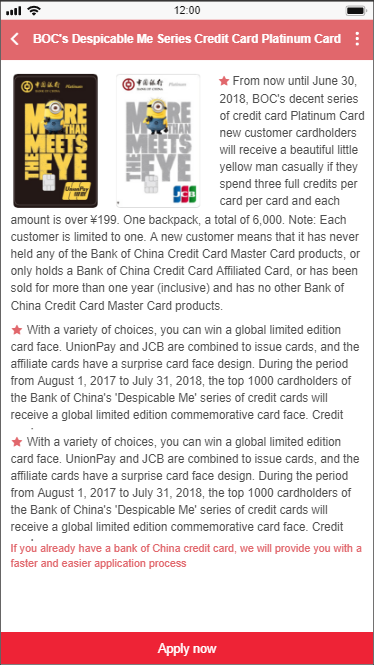 12:00
BOC's Despicable Me Series Credit Card Platinum Card
中国银行
BANK OF CHINA
Platinum
MORE
THAN
MEETS
THE
EYE
UnionPay
银联
中国银行
BANK OF CHINA
Platinum
MORE
THAN
MEETS
THE
EYE
JCB
From now until June 30,
2018, BOC's decent series
of credit card Platinum Card
new customer cardholders
will receive a beautiful little
yellow man casually if they
spend three full credits per
card per card and each
amount is over ¥199. One backpack, a total of 6,000. Note: Each
customer is limited to one. A new customer means that it has never
held any of the Bank of China Credit Card Master Card products, or
only holds a Bank of China Credit Card Affiliated Card, or has been
sold for more than one year (inclusive) and has no other Bank of
China Credit Card Master Card products.
With a variety of choices, you can win a global limited edition
card face. UnionPay and JCB are combined to issue cards, and the
affiliate cards have a surprise card face design. During the period
from August 1, 2017 to July 31, 2018, the top 1000 cardholders of
the Bank of China's 'Despicable Me' series of credit cards will
receive a global limited edition commemorative card face. Credit
With a variety of choices, you can win a global limited edition
card face. UnionPay and JCB are combined to issue cards, and the
affiliate cards have a surprise card face design. During the period
from August 1, 2017 to July 31, 2018, the top 1000 cardholders of
the Bank of China's 'Despicable Me' series of credit cards will
receive a global limited edition commemorative card face. Credit
If you already have a bank of China credit card, we will provide you with a
faster and easier application process
Apply now